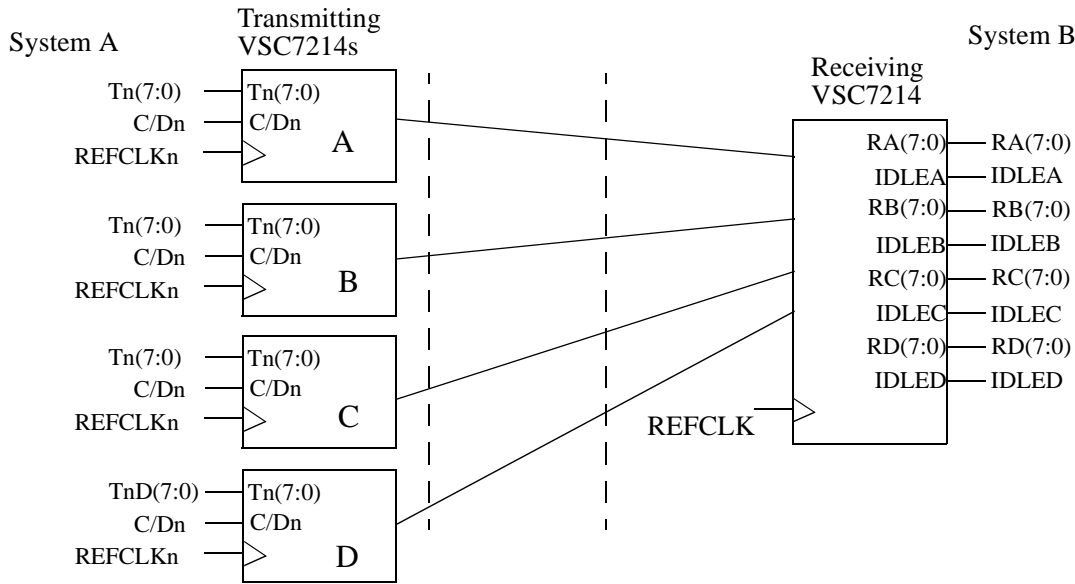 System A
Transmitting
VSC7214s
System B
Tn(7:0)
C/Dn
REFCLKn
Tn(7:0)
C/Dn
A
Tn(7:0)
C/Dn
REFCLKn
Tn(7:0)
C/Dn
B
Tn(7:0)
C/Dn
REFCLKn
Tn(7:0)
C/Dn
C
TnD(7:0)
C/Dn
REFCLKn
Tn(7:0)
C/Dn
D
Receiving
VSC7214
REFCLK
RA(7:0) RA(7:0)
IDLEA IDLEA
RB(7:0) RB(7:0)
IDLEB IDLEB
RC(7:0) RC(7:0)
IDLEC IDLEC
RD(7:0) RD(7:0)
IDLED IDLED